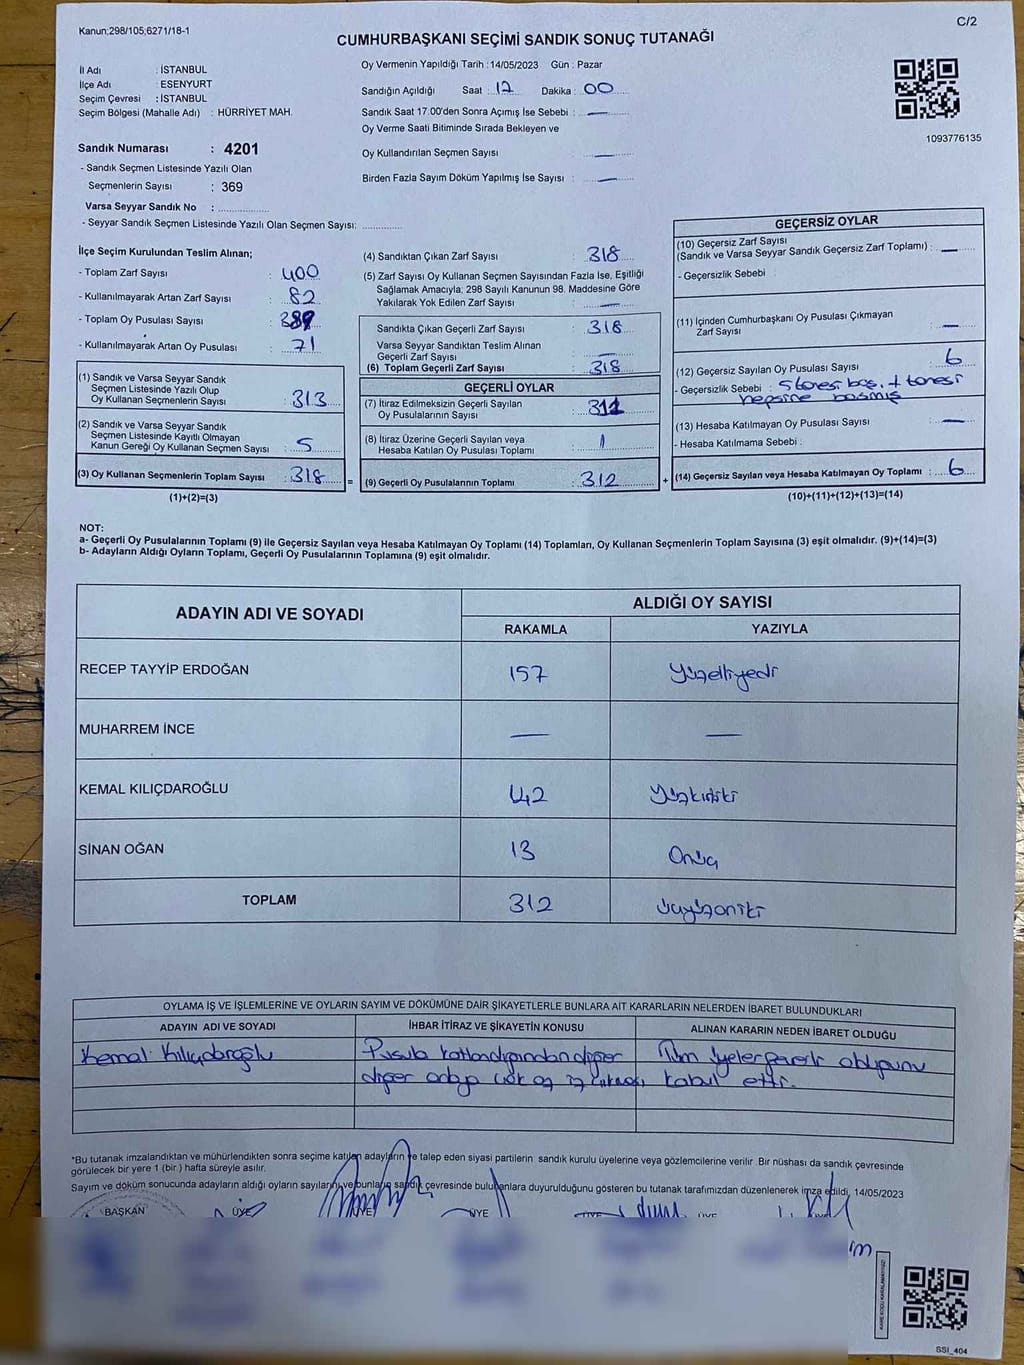 Kanun;298/105;6271/18-1
C/2
CUMHURBAŞKANI SEÇİMİ SANDIK SONUÇ TUTANAĞI
İl Adı : İSTANBUL
İlçe Adı : ESENYURT
Seçim Çevresi : İSTANBUL
Seçim Bölgesi (Mahalle Adı) : HÜRRİYET MAH.
Sandık Numarası : 4201
- Sandık Seçmen Listesinde Yazılı Olan
Seçmenlerin Sayısı : 369
Varsa Seyyar Sandık No :
- Seyyar Sandık Seçmen Listesinde Yazılı Olan Seçmen Sayısı:
Oy Vermenin Yapıldığı Tarih :14/05/2023 Gün : Pazar
Sandığın Açıldığı Saat : 17 Dakika : 00
Sandık Saat 17:00'den Sonra Açımış İse Sebebi : —
Oy Verme Saati Bitiminde Sırada Bekleyen ve
Oy Kullandırılan Seçmen Sayısı : —
Birden Fazla Sayım Döküm Yapılmış İse Sayısı : —
1093776135
İlçe Seçim Kurulundan Teslim Alınan;
- Toplam Zarf Sayısı : 400
- Kullanılmayarak Artan Zarf Sayısı : 82
- Toplam Oy Pusulası Sayısı : 389
- Kullanılmayarak Artan Oy Pusulası : 71
(1) Sandık ve Varsa Seyyar Sandık
Seçmen Listesinde Yazılı Olup
Oy Kullanan Seçmenlerin Sayısı : 313
(2) Sandık ve Varsa Seyyar Sandık
Seçmen Listesinde Kayıtlı Olmayan
Kanun Gereği Oy Kullanan Seçmen Sayısı : 5
(3) Oy Kullanan Seçmenlerin Toplam Sayısı : 318
(1)+(2)=(3)
=
(4) Sandıktan Çıkan Zarf Sayısı : 318
(5) Zarf Sayısı Oy Kullanan Seçmen Sayısından Fazla İse, Eşitliği
Sağlamak Amacıyla; 298 Sayılı Kanunun 98. Maddesine Göre
Yakılarak Yok Edilen Zarf Sayısı : —
Sandıkta Çıkan Geçerli Zarf Sayısı : 318
Varsa Seyyar Sandıktan Teslim Alınan
Geçerli Zarf Sayısı : —
(6) Toplam Geçerli Zarf Sayısı : 318
GEÇERLİ OYLAR
(7) İtiraz Edilmeksizin Geçerli Sayılan
Oy Pusulalarının Sayısı : 311
(8) İtiraz Üzerine Geçerli Sayılan veya
Hesaba Katılan Oy Pusulası Toplamı : 1
(9) Geçerli Oy Pusulalarının Toplamı : 312
+
GEÇERSİZ OYLAR
(10) Geçersiz Zarf Sayısı
(Sandık ve Varsa Seyyar Sandık Geçersiz Zarf Toplamı) : —
- Geçersizlik Sebebi :
(11) İçinden Cumhurbaşkanı Oy Pusulası Çıkmayan
Zarf Sayısı : —
(12) Geçersiz Sayılan Oy Pusulası Sayısı : 6
- Geçersizlik Sebebi : 5 tanesi boş, 1 tanesi
hepsine basmış
(13) Hesaba Katılmayan Oy Pusulası Sayısı : —
- Hesaba Katılmama Sebebi :
(14) Geçersiz Sayılan veya Hesaba Katılmayan Oy Toplamı : 6
(10)+(11)+(12)+(13)=(14)
NOT:
a- Geçerli Oy Pusulalarının Toplamı (9) ile Geçersiz Sayılan veya Hesaba Katılmayan Oy Toplamı (14) Toplamları, Oy Kullanan Seçmenlerin Toplam Sayısına (3) eşit olmalıdır. (9)+(14)=(3)
b- Adayların Aldığı Oyların Toplamı, Geçerli Oy Pusulalarının Toplamına (9) eşit olmalıdır.
ADAYIN ADI VE SOYADI
ALDIĞI OY SAYISI
RAKAMLA YAZIYLA
RECEP TAYYİP ERDOĞAN 157 Yüzelliyedi
MUHARREM İNCE — —
KEMAL KILIÇDAROĞLU 142 Yüzkırkiki
SİNAN OĞAN 13 Onüç
TOPLAM 312 üçyüzoniki
OYLAMA İŞ VE İŞLEMLERİNE VE OYLARIN SAYIM VE DÖKÜMÜNE DAİR ŞİKAYETLERLE BUNLARA AİT KARARLARIN NELERDEN İBARET BULUNDUKLARI
ADAYIN ADI VE SOYADI İHBAR İTİRAZ VE ŞİKAYETİN KONUSU ALINAN KARARIN NEDEN İBARET OLDUĞU
Kemal Kılıçdaroğlu Pusula katlandığından diğer Tüm üyeler geçerli olduğunu
diğer adaya çok az iz çıkması kabul etti.
*Bu tutanak imzalandıktan ve mühürlendikten sonra seçime katılan adayların ve talep eden siyasi partilerin sandık kurulu üyelerine veya gözlemcilerine verilir .Bir nüshası da sandık çevresinde
görülecek bir yere 1 (bir ) hafta süreyle asılır.
Sayım ve döküm sonucunda adayların aldığı oyların sayıları ve bunların sandık çevresinde bulunanlara duyurulduğunu gösteren bu tutanak tarafımızdan düzenlenerek imza edildi, 14/05/2023
BAŞKAN ÜYE ÜYE ÜYE ÜYE ÜYE
SSİ_404